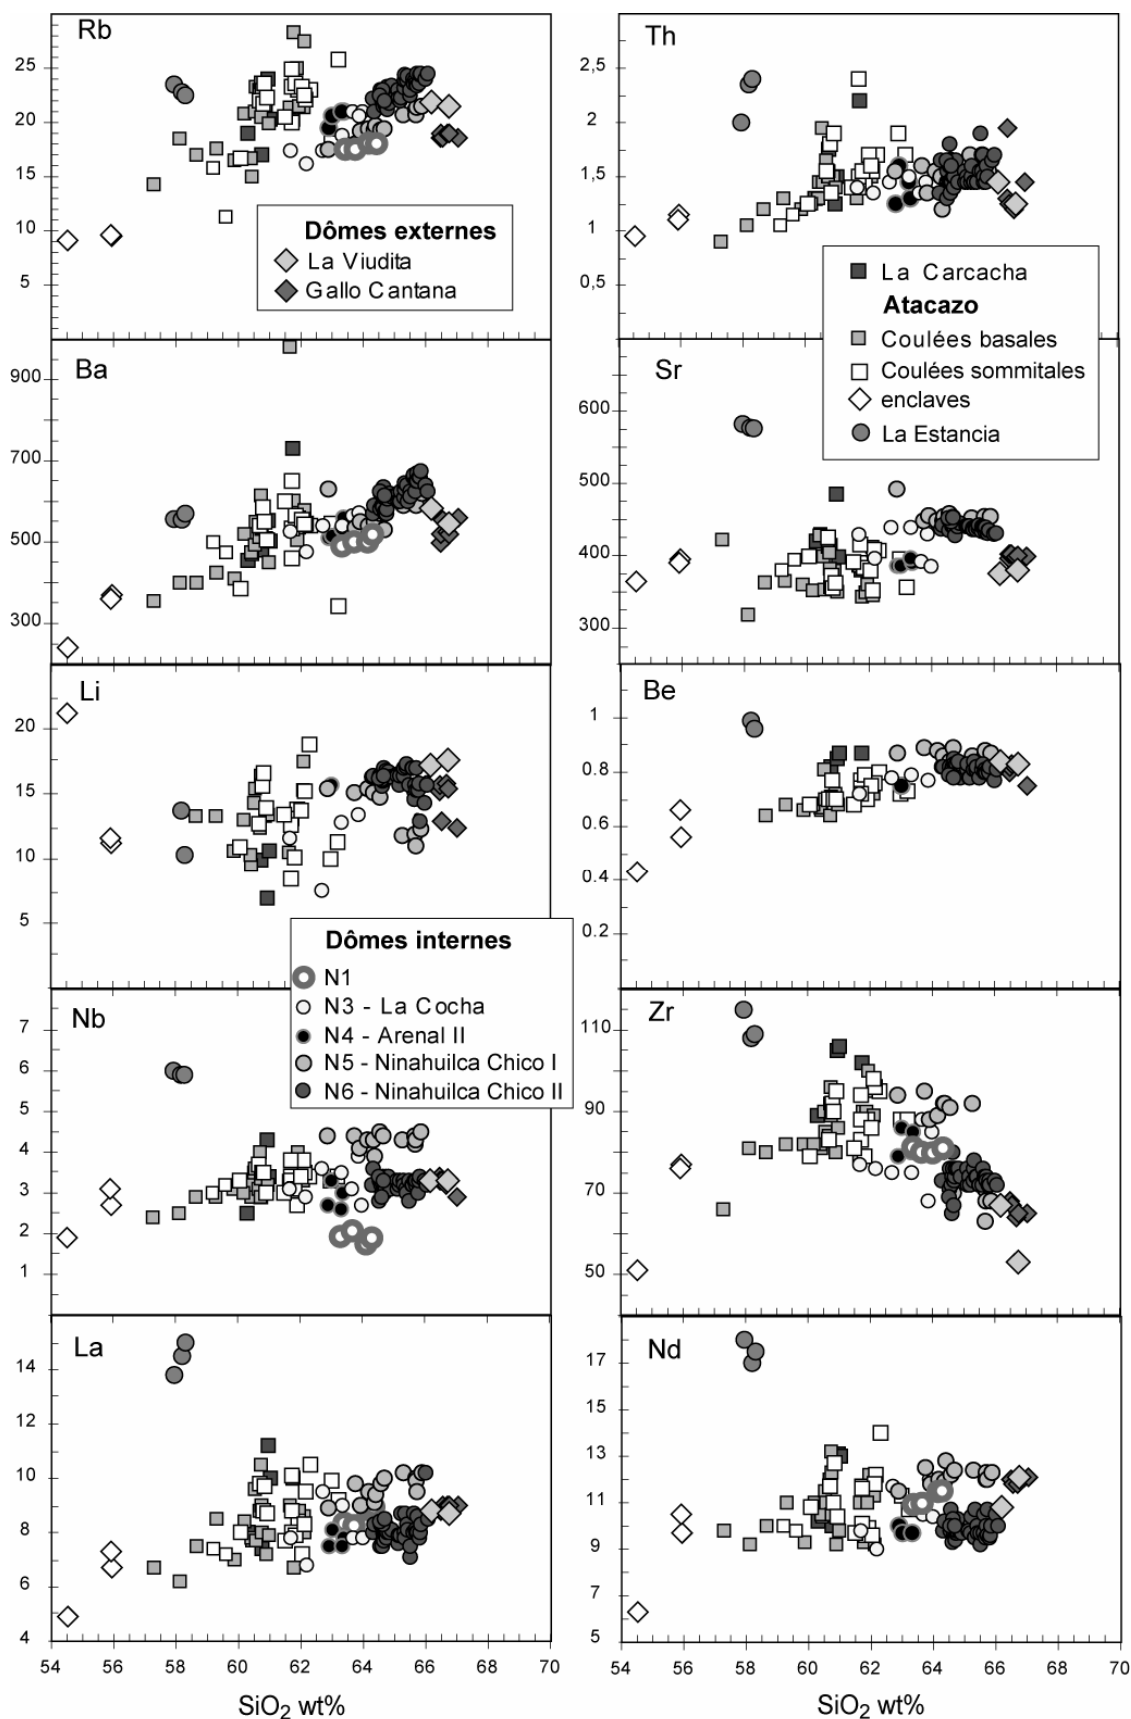 Rb
25
20
15
10
5
Dômes externes
La Viudita
Gallo Cantana
Th
2,5
2
1,5
1
0,5
La Carcacha
Atacazo
Coulées basales
Coulées sommitales
enclaves
La Estancia
Ba
900
700
500
300
Sr
600
500
400
300
Li
20
15
10
5
Be
1
0.8
0.6
0.4
0.2
Dômes internes
N1
N3 - La Cocha
N4 - Arenal II
N5 - Ninahuilca Chico I
N6 - Ninahuilca Chico II
Nb
7
6
5
4
3
2
1
Zr
110
90
70
50
La
14
12
10
8
6
4
Nd
17
15
13
11
9
7
5
54 56 58 60 62 64 66 68 70
SiO2 wt%
54 56 58 60 62 64 66 68 70
SiO2 wt%